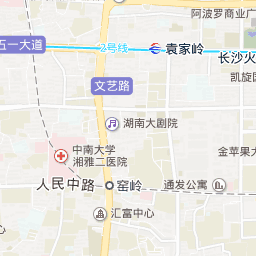 阿波罗商业广
五一大道
2号线
袁家岭
长沙火
凯旋国
文艺路
湖南大剧院
中南大学
湘雅二医院
金苹果大
人民中路
窑岭
通发公寓
汇富中心